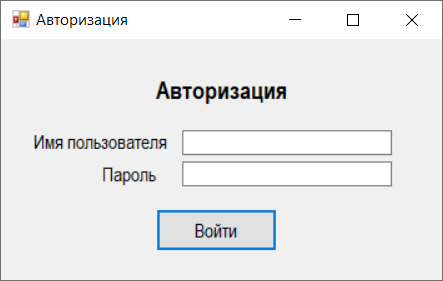 Авторизация
Авторизация
Имя пользователя
Пароль
Войти